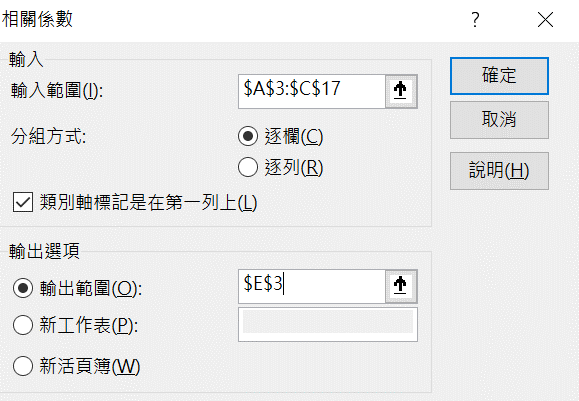 相關係數
?
輸入
輸入範圍(I):
$A$3:$C$17
分組方式:
逐欄(C)
逐列(R)
類別軸標記是在第一列上(L)
輸出選項
輸出範圍(O):
$E$3
新工作表(P):
新活頁簿(W)
確定
取消
說明(H)